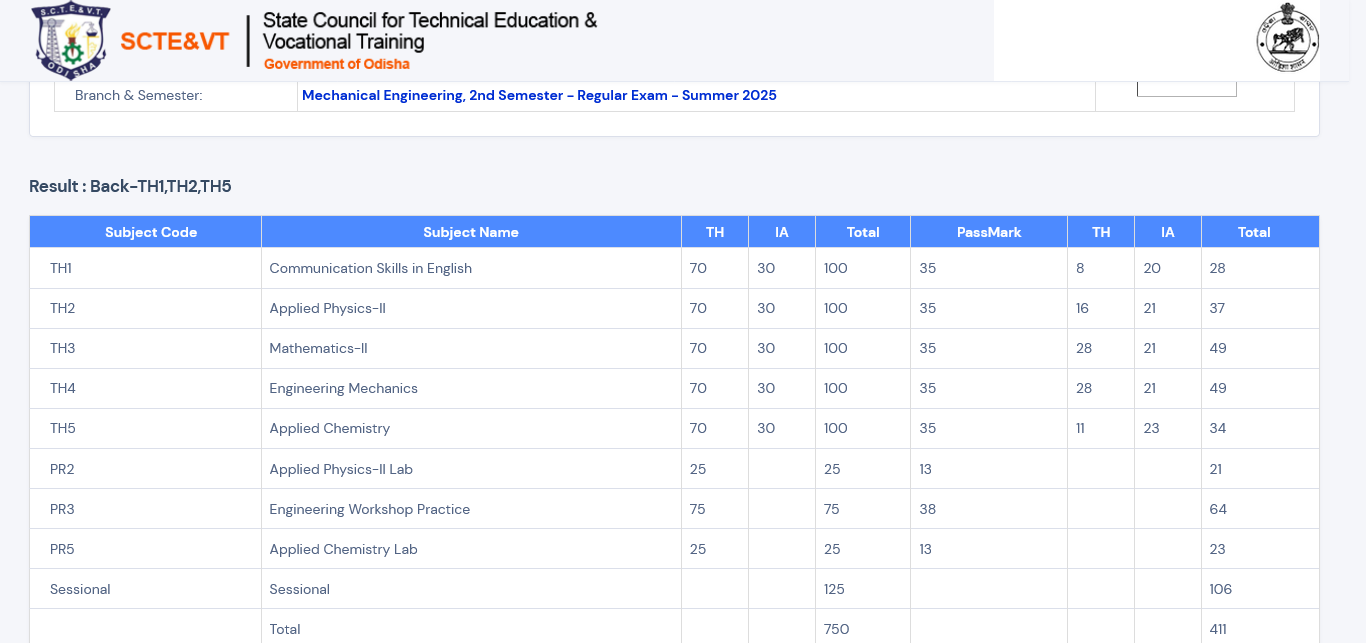 S.C.T.E.&V.T.
ODISHA
SCTE&VT
State Council for Technical Education &
Vocational Training
Government of Odisha
Branch & Semester: Mechanical Engineering, 2nd Semester - Regular Exam - Summer 2025
Result : Back-TH1,TH2,TH5
Subject Code Subject Name TH IA Total PassMark TH IA Total
TH1 Communication Skills in English 70 30 100 35 8 20 28
TH2 Applied Physics-II 70 30 100 35 16 21 37
TH3 Mathematics-II 70 30 100 35 28 21 49
TH4 Engineering Mechanics 70 30 100 35 28 21 49
TH5 Applied Chemistry 70 30 100 35 11 23 34
PR2 Applied Physics-II Lab 25 25 13 21
PR3 Engineering Workshop Practice 75 75 38 64
PR5 Applied Chemistry Lab 25 25 13 23
Sessional Sessional 125 106
Total 750 411